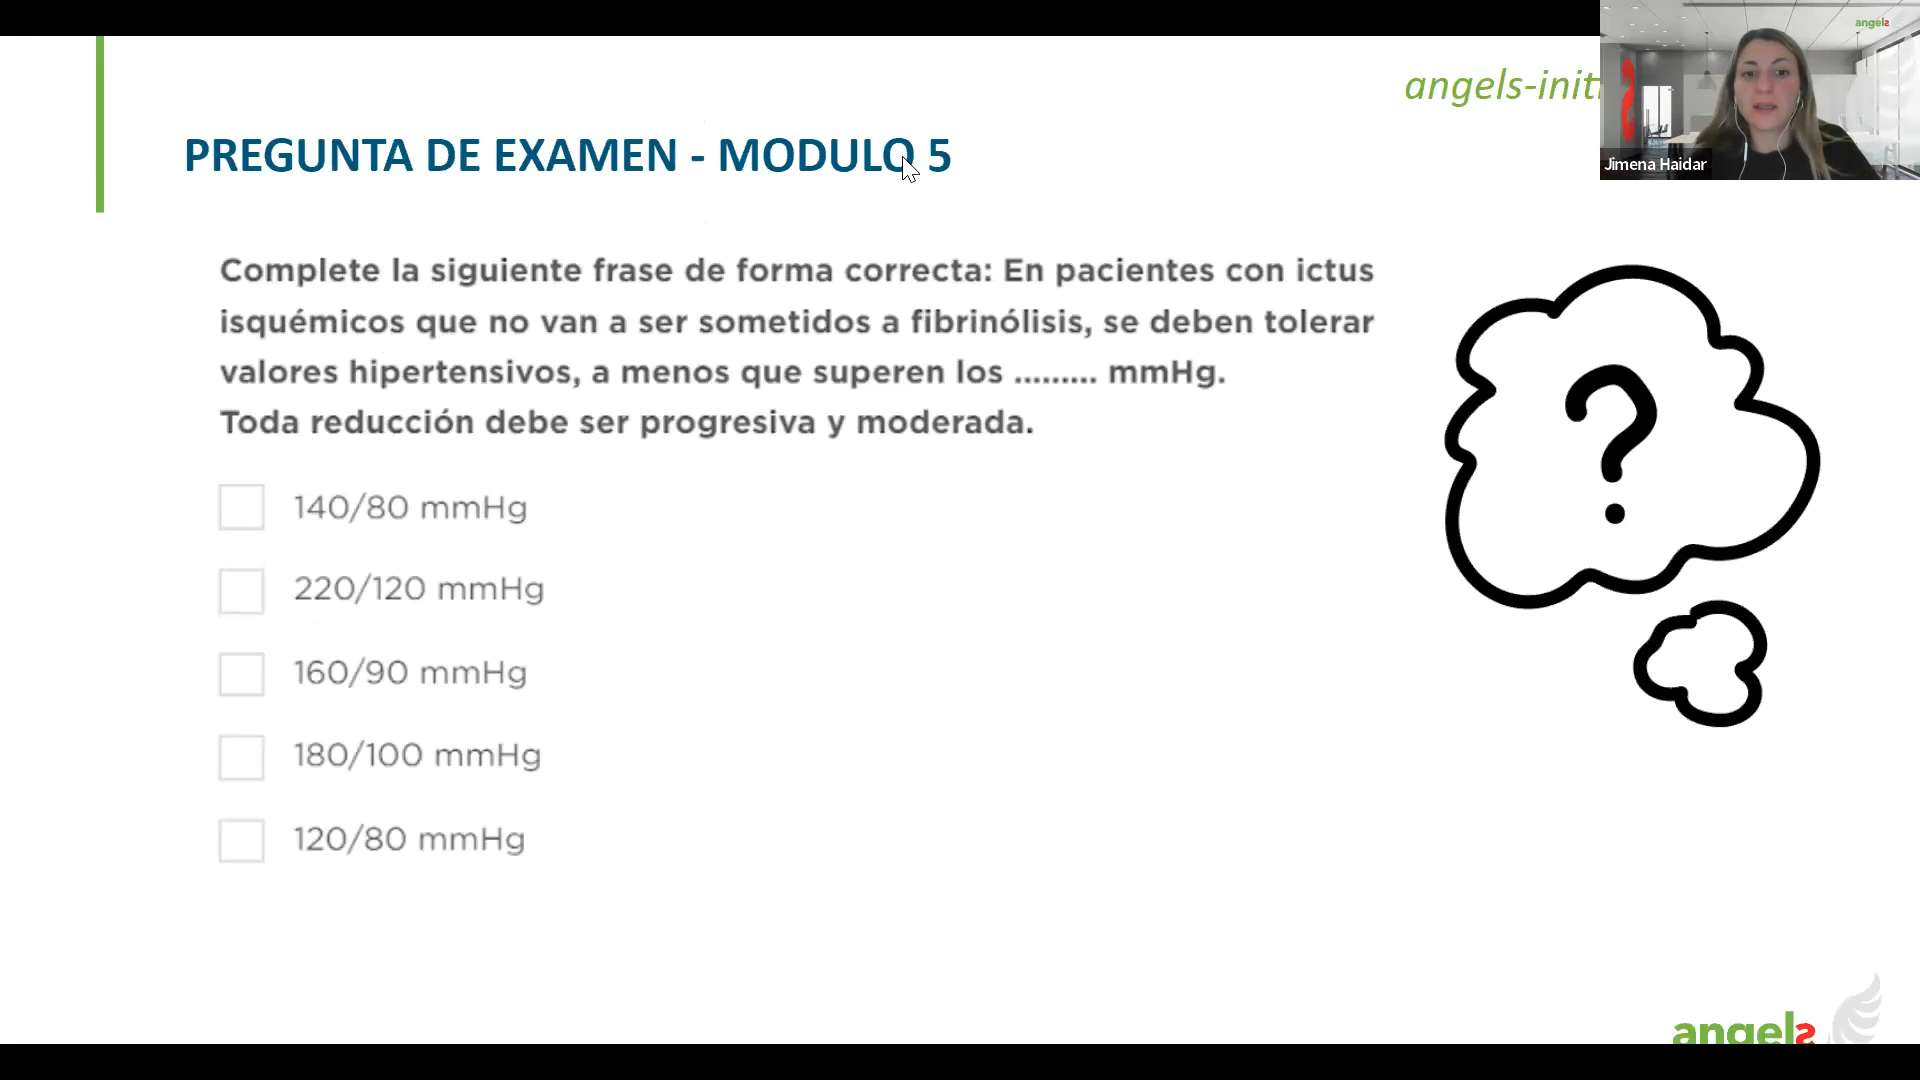 angels
angels-initi
Jimena Haidar
PREGUNTA DE EXAMEN - MODULO 5
Complete la siguiente frase de forma correcta: En pacientes con ictus
isquémicos que no van a ser sometidos a fibrinólisis, se deben tolerar
valores hipertensivos, a menos que superen los ......... mmHg.
Toda reducción debe ser progresiva y moderada.
140/80 mmHg
220/120 mmHg
160/90 mmHg
180/100 mmHg
120/80 mmHg
?
angels